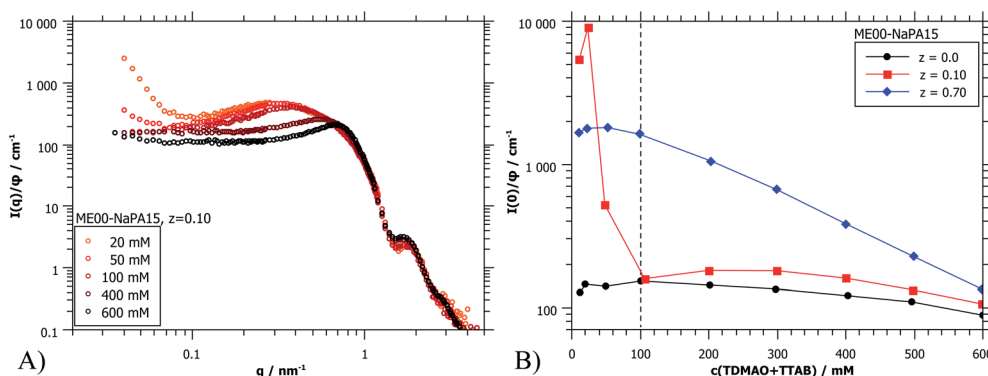 A)
I(q)/φ / cm⁻¹
10 000
1 000
100
10
1
0.1
ME00-NaPA15, z=0.10
20 mM
50 mM
100 mM
400 mM
600 mM
0.1
1
q / nm⁻¹
B)
I(0)/φ / cm⁻¹
10 000
1 000
100
ME00-NaPA15
z = 0.0
z = 0.10
z = 0.70
0
100
200
300
400
500
600
c(TDMAO+TTAB) / mM